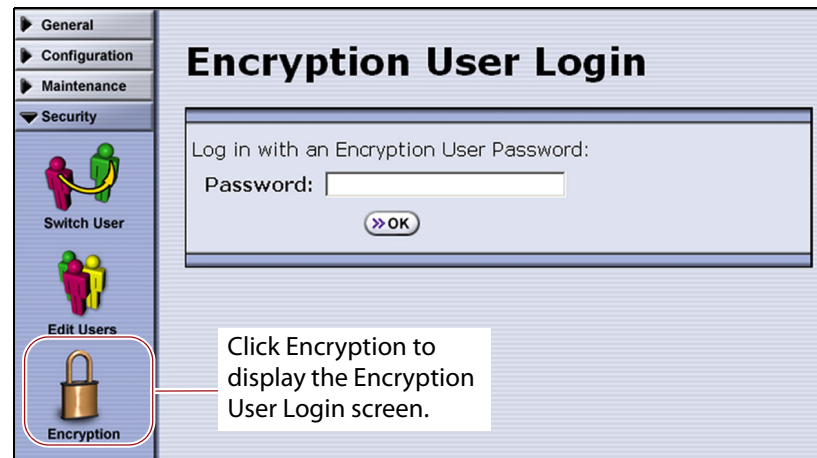 General
Configuration
Maintenance
Security
Switch User
Edit Users
Encryption
Encryption User Login
Log in with an Encryption User Password:
Password:
>>OK
Click Encryption to
display the Encryption
User Login screen.